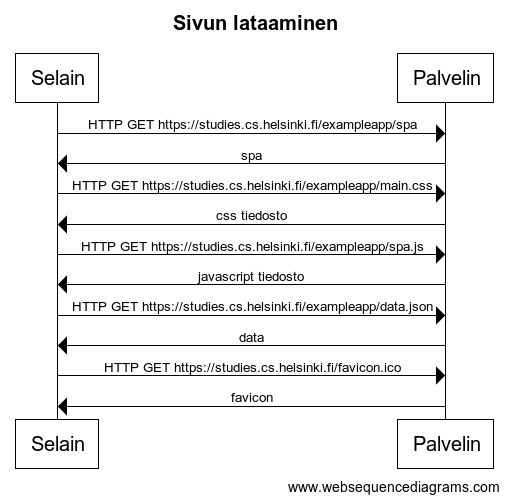 Sivun lataaminen
Selain
Palvelin
HTTP GET https://studies.cs.helsinki.fi/exampleapp/spa
spa
HTTP GET https://studies.cs.helsinki.fi/exampleapp/main.css
css tiedosto
HTTP GET https://studies.cs.helsinki.fi/exampleapp/spa.js
javascript tiedosto
HTTP GET https://studies.cs.helsinki.fi/exampleapp/data.json
data
HTTP GET https://studies.cs.helsinki.fi/favicon.ico
favicon
Selain
Palvelin
www.websequencediagrams.com